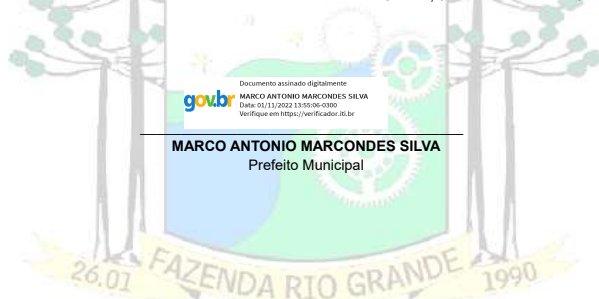 Documento assinado digitalmente
gov.br
MARCO ANTONIO MARCONDES SILVA
Data: 01/11/2022 13:55:06-0300
Verifique em https://verificador.iti.br
MARCO ANTONIO MARCONDES SILVA
Prefeito Municipal
26.01 FAZENDA RIO GRANDE 1990